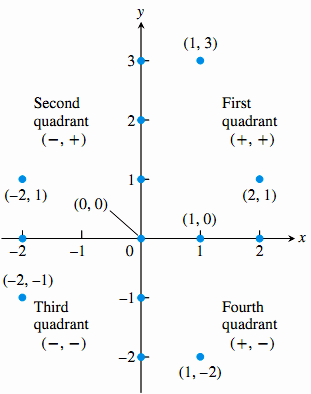 y
(1, 3)
3
Second
quadrant
(−, +)
First
quadrant
(+, +)
2
1
(−2, 1)
(2, 1)
(0, 0)
(1, 0)
x
−2
−1
0
1
2
(−2, −1)
−1
Third
quadrant
(−, −)
Fourth
quadrant
(+, −)
−2
(1, −2)